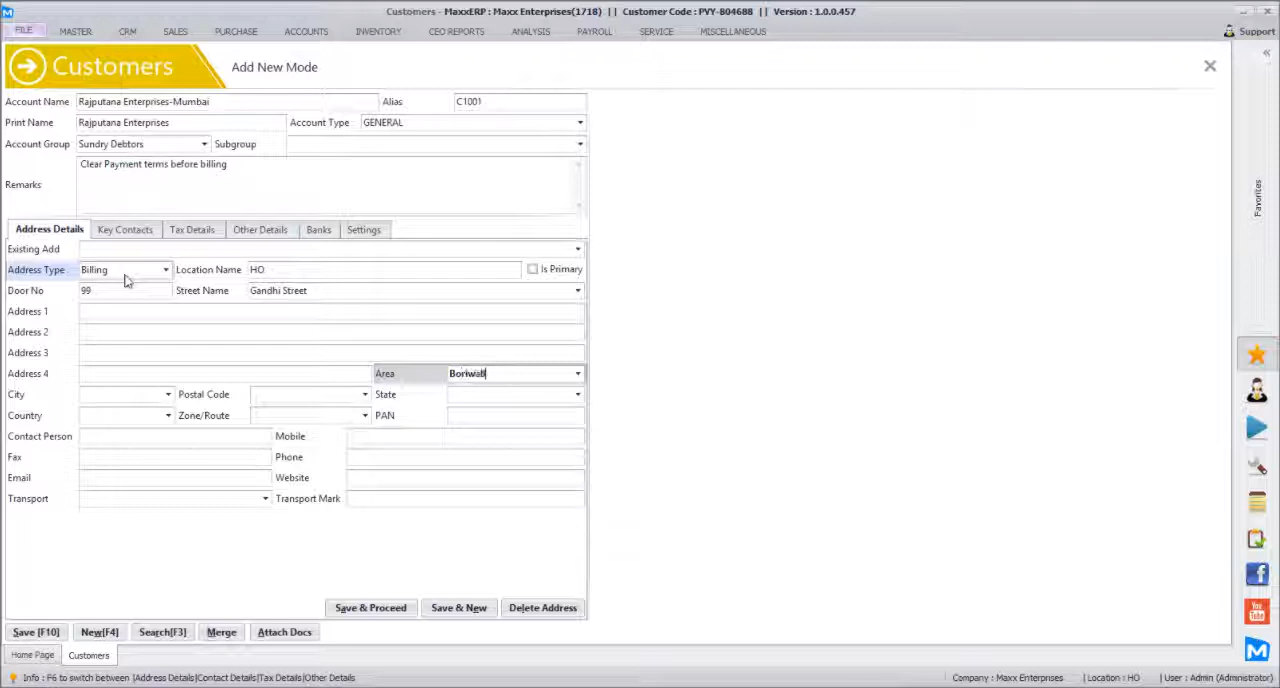 Customers - MaxxERP : Maxx Enterprises(1718) || Customer Code : PVY-804688 || Version : 1.0.0.457
FILE MASTER CRM SALES PURCHASE ACCOUNTS INVENTORY CEO REPORTS ANALYSIS PAYROLL SERVICE MISCELLANEOUS Support
Customers Add New Mode
Account Name Rajputana Enterprises-Mumbai Alias C1001
Print Name Rajputana Enterprises Account Type GENERAL
Account Group Sundry Debtors Subgroup
Clear Payment terms before billing
Remarks
Favorites
Address Details Key Contacts Tax Details Other Details Banks Settings
Existing Add
Address Type Billing Location Name HO Is Primary
Door No 99 Street Name Gandhi Street
Address 1
Address 2
Address 3
Address 4 Area
City Postal Code State
Country Zone/Route PAN
Contact Person Mobile
Fax Phone
Email Website
Transport Transport Mark
Save & Proceed Save & New Delete Address
Save [F10] New[F4] Search[F3] Merge Attach Docs
You Tube
Home Page Customers
Info : F6 to switch between |Address Details|Contact Details|Tax Details|Other Details Company : Maxx Enterprises |Location : HO |User : Admin (Administrator)